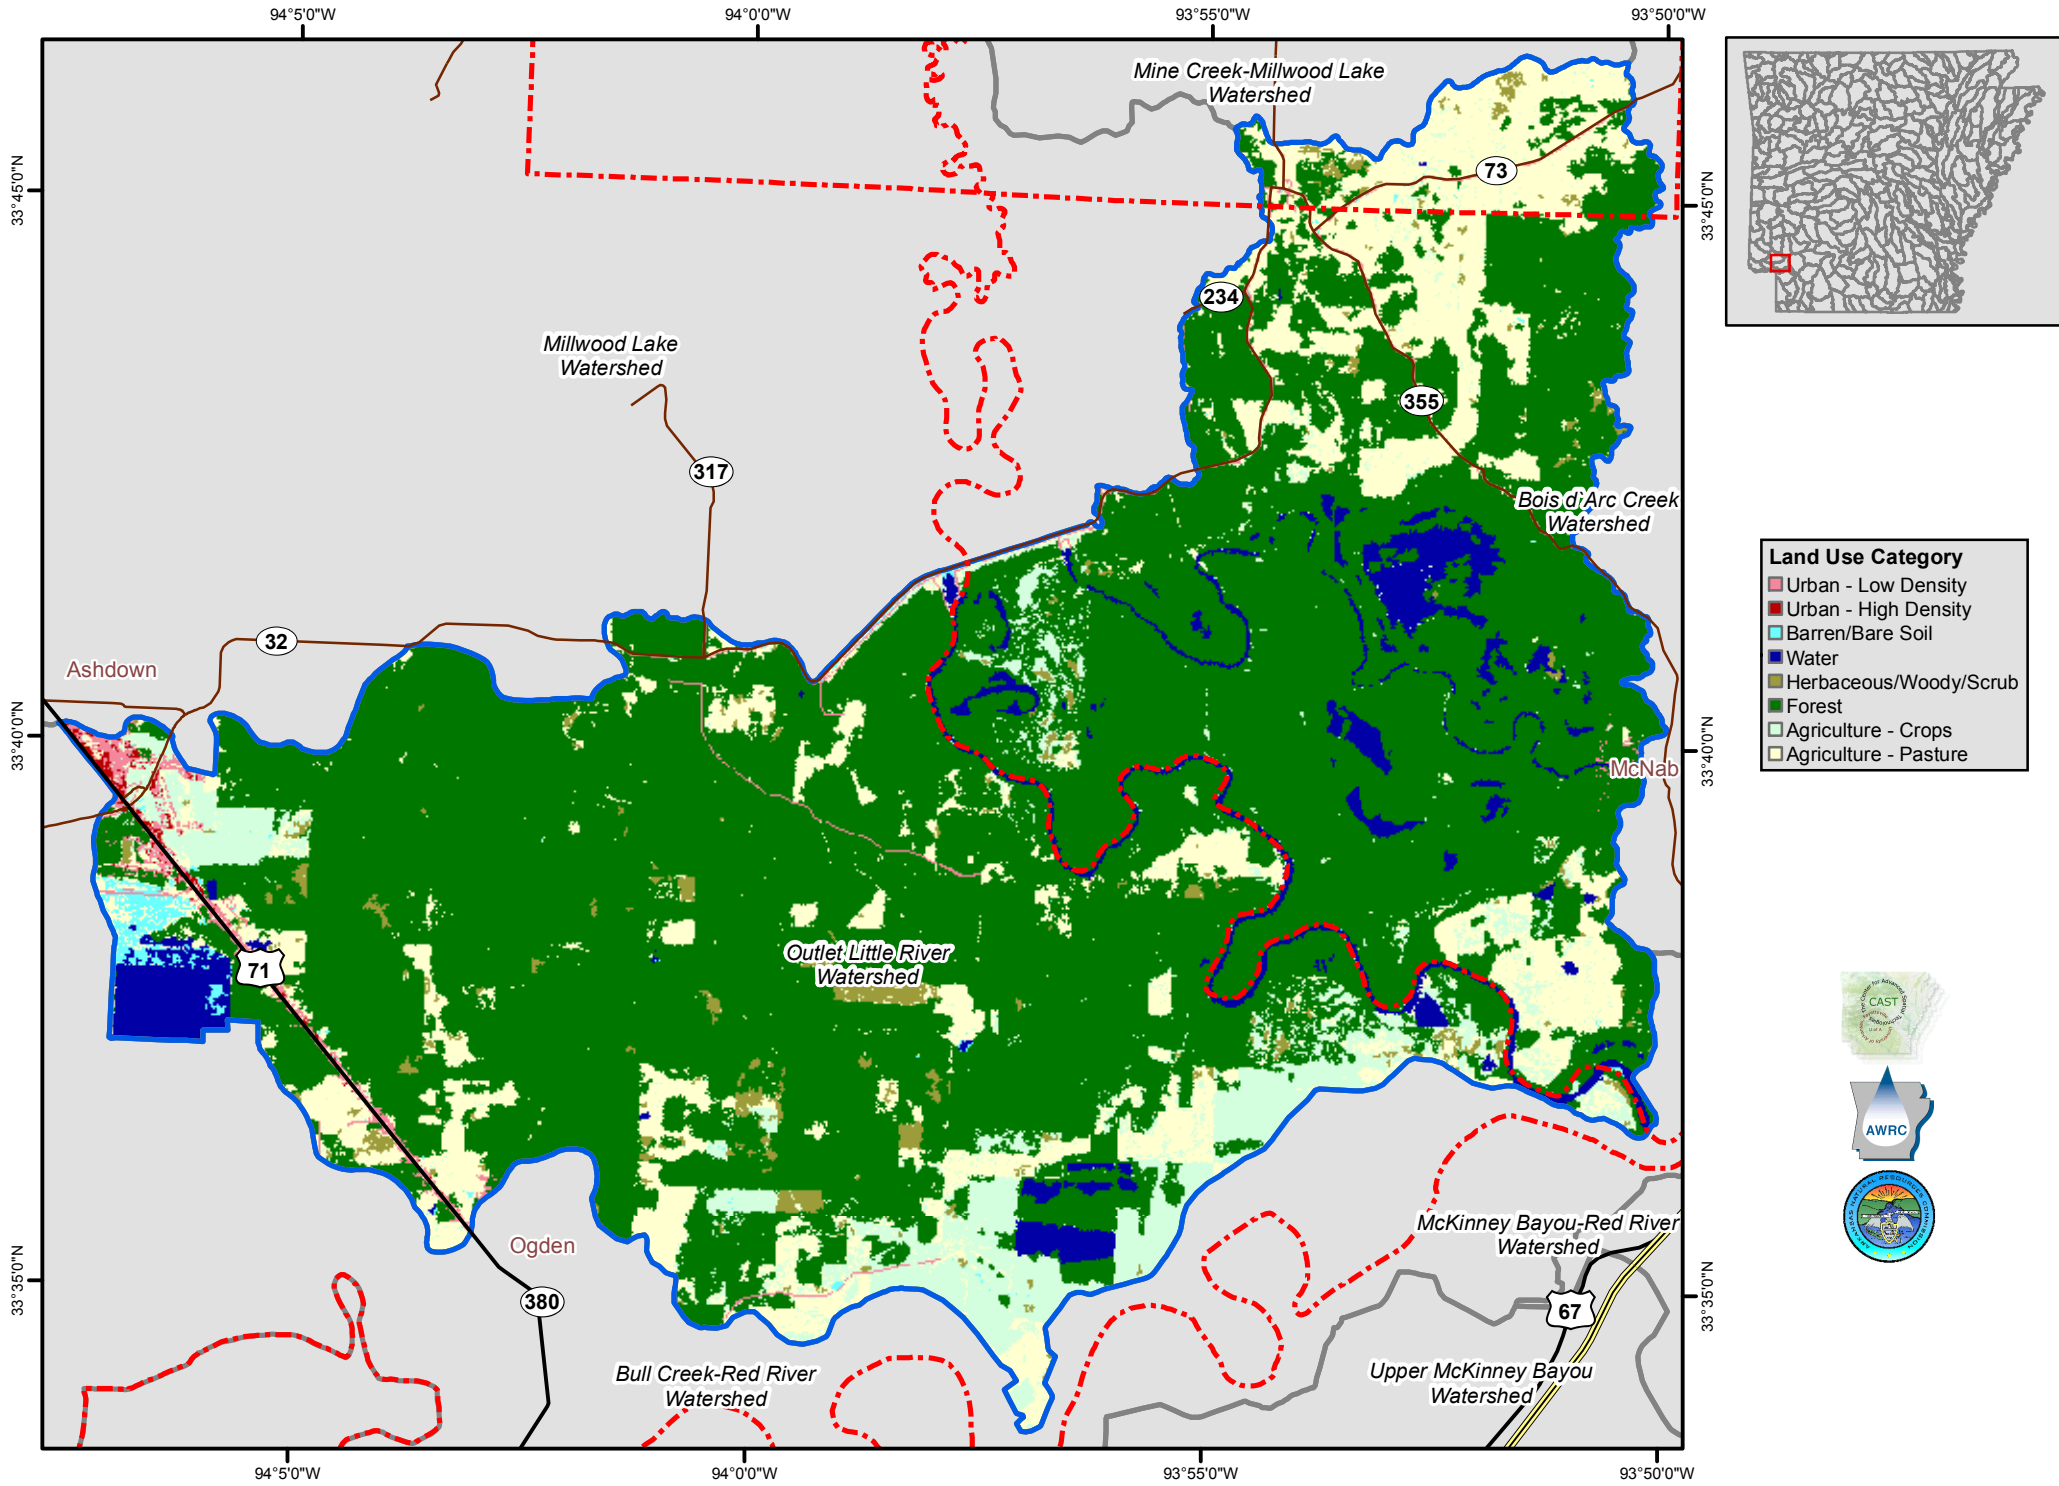 94°5'0"W
94°0'0"W
93°55'0"W
93°50'0"W
33°45'0"N
33°40'0"N
33°35'0"N
33°45'0"N
33°40'0"N
33°35'0"N
94°5'0"W
94°0'0"W
93°55'0"W
93°50'0"W
Mine Creek-Millwood Lake
Watershed
73
234
Millwood Lake
Watershed
355
317
Bois d'Arc Creek
Watershed
32
Ashdown
McNab
Outlet Little River
Watershed
71
McKinney Bayou-Red River
Watershed
Ogden
380
67
Bull Creek-Red River
Watershed
Upper McKinney Bayou
Watershed
Land Use Category
Urban - Low Density
Urban - High Density
Barren/Bare Soil
Water
Herbaceous/Woody/Scrub
Forest
Agriculture - Crops
Agriculture - Pasture
CAST
AWRC
ARKANSAS NATURAL RESOURCES COMMISSION